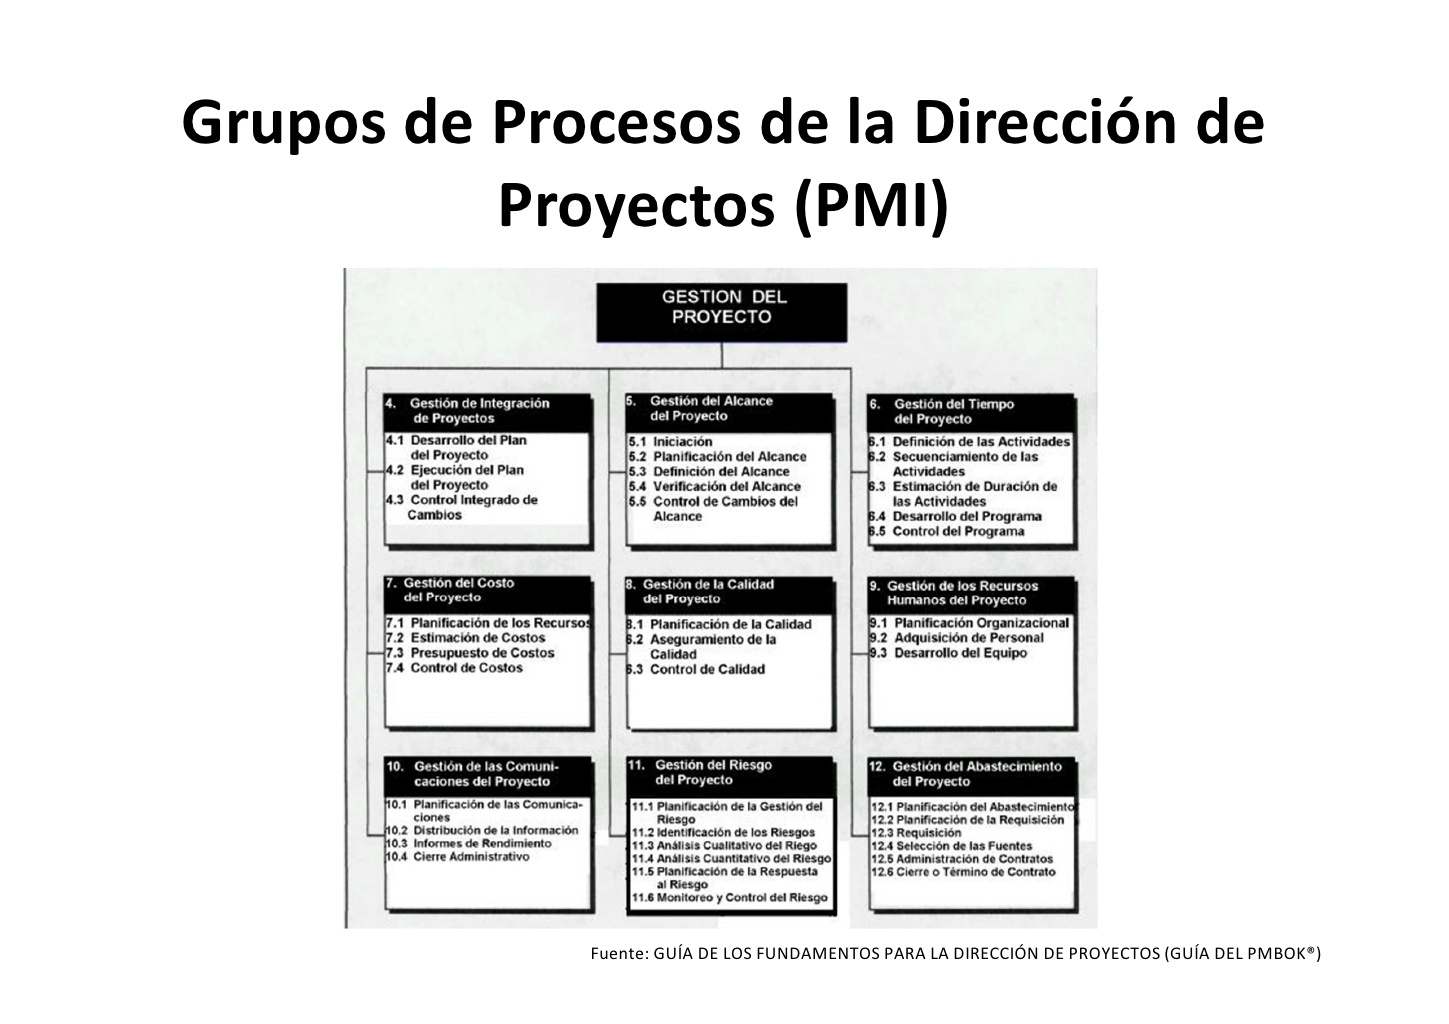 Grupos de Procesos de la Dirección de
Proyectos (PMI)
GESTION DEL
PROYECTO
4. Gestión de Integración
de Proyectos
4.1 Desarrollo del Plan
del Proyecto
4.2 Ejecución del Plan
del Proyecto
4.3 Control Integrado de
Cambios
5. Gestión del Alcance
del Proyecto
5.1 Iniciación
5.2 Planificación del Alcance
5.3 Definición del Alcance
5.4 Verificación del Alcance
5.5 Control de Cambios del
Alcance
6. Gestión del Tiempo
del Proyecto
6.1 Definición de las Actividades
6.2 Secuenciamiento de las
Actividades
6.3 Estimación de Duración de
las Actividades
6.4 Desarrollo del Programa
6.5 Control del Programa
7. Gestión del Costo
del Proyecto
7.1 Planificación de los Recursos
7.2 Estimación de Costos
7.3 Presupuesto de Costos
7.4 Control de Costos
8. Gestión de la Calidad
del Proyecto
8.1 Planificación de la Calidad
6.2 Aseguramiento de la
Calidad
6.3 Control de Calidad
9. Gestión de los Recursos
Humanos del Proyecto
9.1 Planificación Organizacional
9.2 Adquisición de Personal
9.3 Desarrollo del Equipo
10. Gestión de las Comuni-
caciones del Proyecto
10.1 Planificación de las Comunica-
ciones
10.2 Distribución de la Información
10.3 Informes de Rendimiento
10.4 Cierre Administrativo
11. Gestión del Riesgo
del Proyecto
11.1 Planificación de la Gestión del
Riesgo
11.2 Identificación de los Riesgos
11.3 Análisis Cualitativo del Riego
11.4 Análisis Cuantitativo del Riesgo
11.5 Planificación de la Respuesta
al Riesgo
11.6 Monitoreo y Control del Riesgo
12. Gestión del Abastecimiento
del Proyecto
12.1 Planificación del Abastecimiento
12.2 Planificación de la Requisición
12.3 Requisición
12.4 Selección de las Fuentes
12.5 Administración de Contratos
12.6 Cierre o Término de Contrato
Fuente: GUÍA DE LOS FUNDAMENTOS PARA LA DIRECCIÓN DE PROYECTOS (GUÍA DEL PMBOK®)